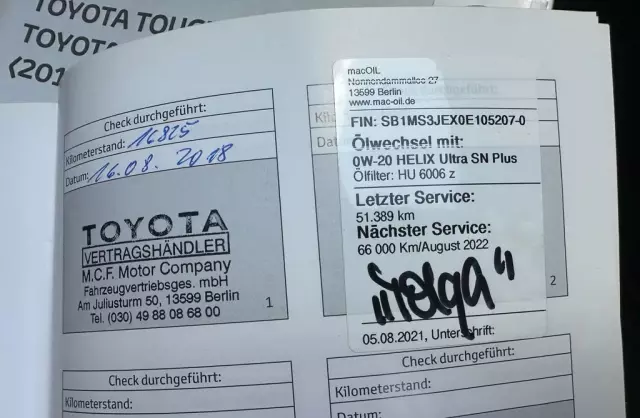 TOYOTA TOUC
TOYOT
(201
Check durchgeführt:
Kilometerstand: 16825
Datum: 16.08.2018
TOYOTA
VERTRAGSHÄNDLER
M.C.F. Motor Company
Fahrzeugvertriebsges. mbH
Am Juliusturm 50, 13599 Berlin
Tel. (030) 49 88 08 68 00
1
macOIL
Nonnendammallee 27
13599 Berlin
www.mac-oil.de
FIN: SB1MS3JEX0E105207-0
Ölwechsel mit:
0W-20 HELIX Ultra SN Plus
Ölfilter: HU 6006 z
Letzter Service:
51.389 km
Nächster Service:
66 000 Km/August 2022
"Tolga"
05.08.2021, Unterschrift:
2
Check durchgeführt:
Kilometerstand:
Check durchgeführt:
Kilometerstand:
Datum: